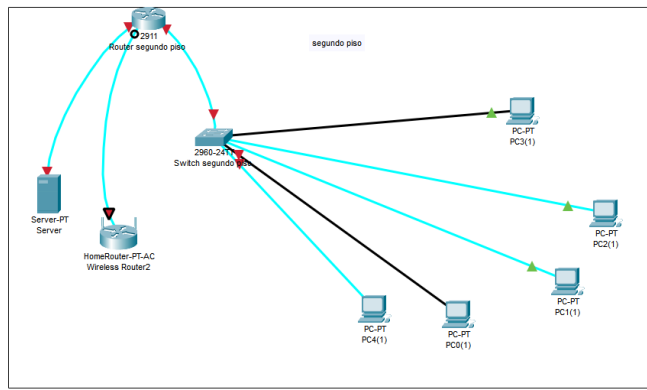 2911
Router segundo piso
segundo piso
PC-PT
PC3(1)
2960-24TT
Switch segundo piso
Server-PT
Server
PC-PT
PC2(1)
HomeRouter-PT-AC
Wireless Router2
PC-PT
PC1(1)
PC-PT
PC4(1)
PC-PT
PC0(1)